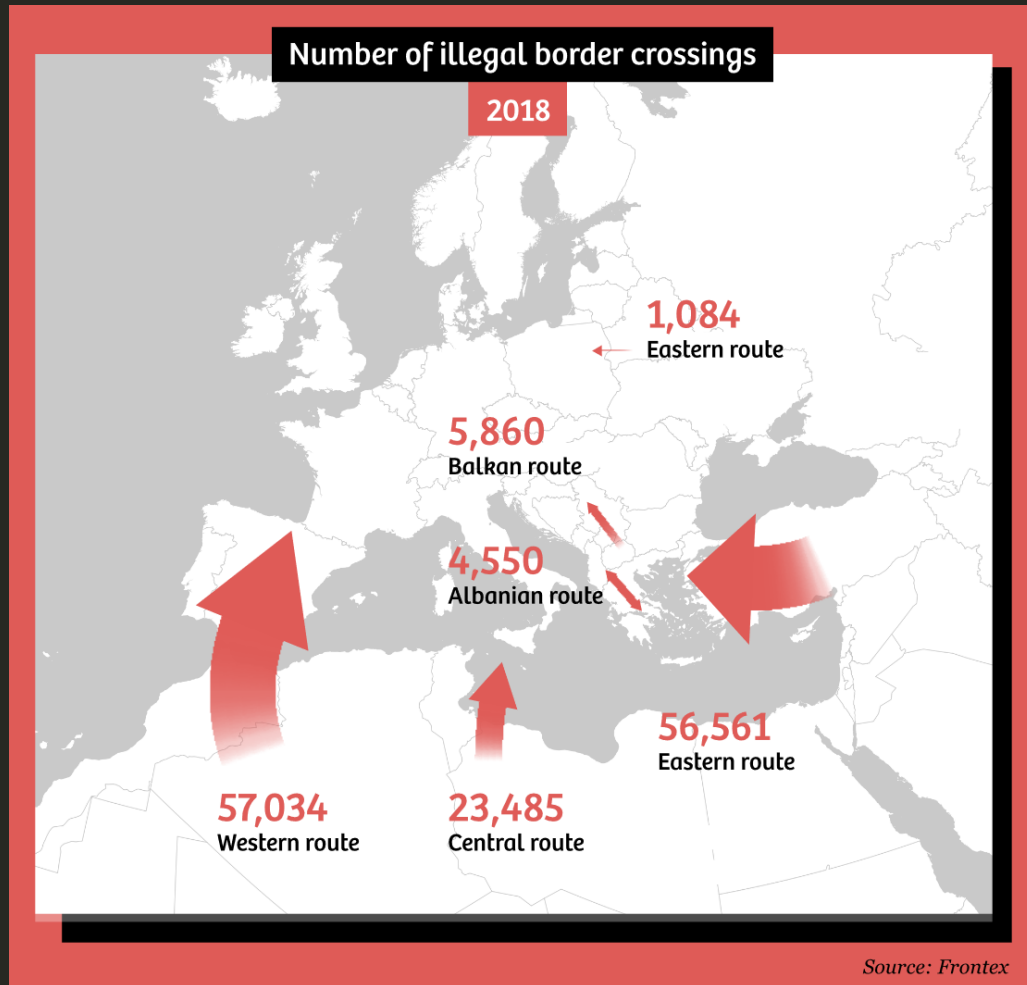 Number of illegal border crossings
2018
1,084
Eastern route
5,860
Balkan route
4,550
Albanian route
56,561
Eastern route
57,034
Western route
23,485
Central route
Source: Frontex